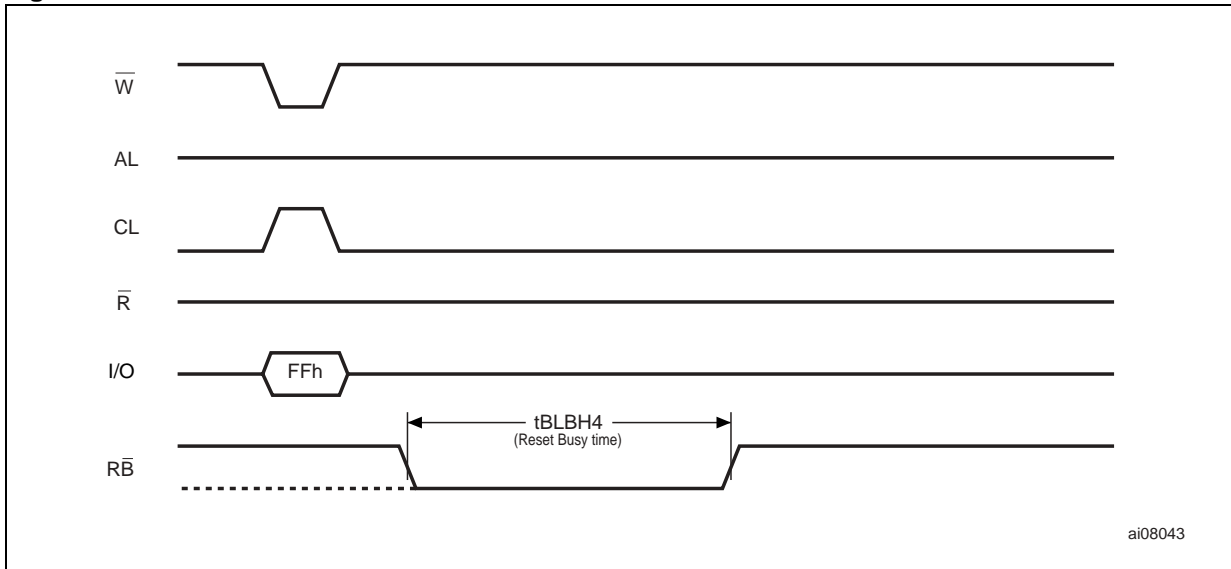 W̅
AL
CL
R̅
I/O
FFh
tBLBH4
(Reset Busy time)
RB̅
ai08043